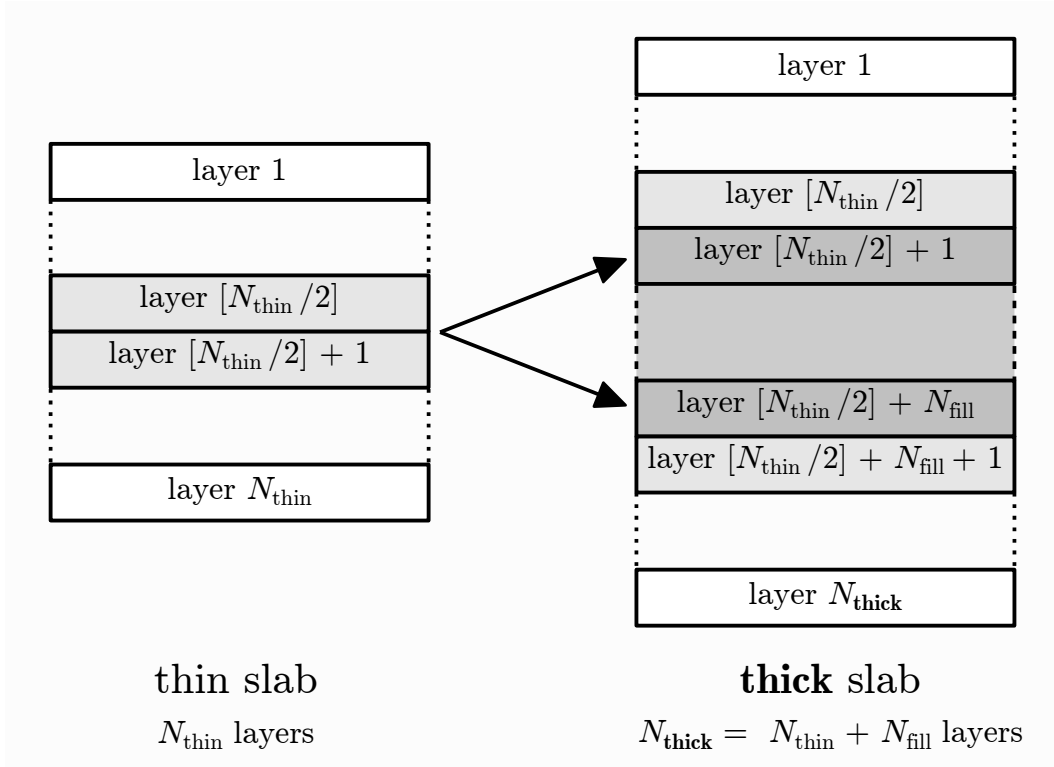 layer 1
layer [N_thin /2]
layer [N_thin /2] + 1
layer N_thin
thin slab
N_thin layers
layer 1
layer [N_thin /2]
layer [N_thin /2] + 1
layer [N_thin /2] + N_fill
layer [N_thin /2] + N_fill + 1
layer N_thick
thick slab
N_thick = N_thin + N_fill layers